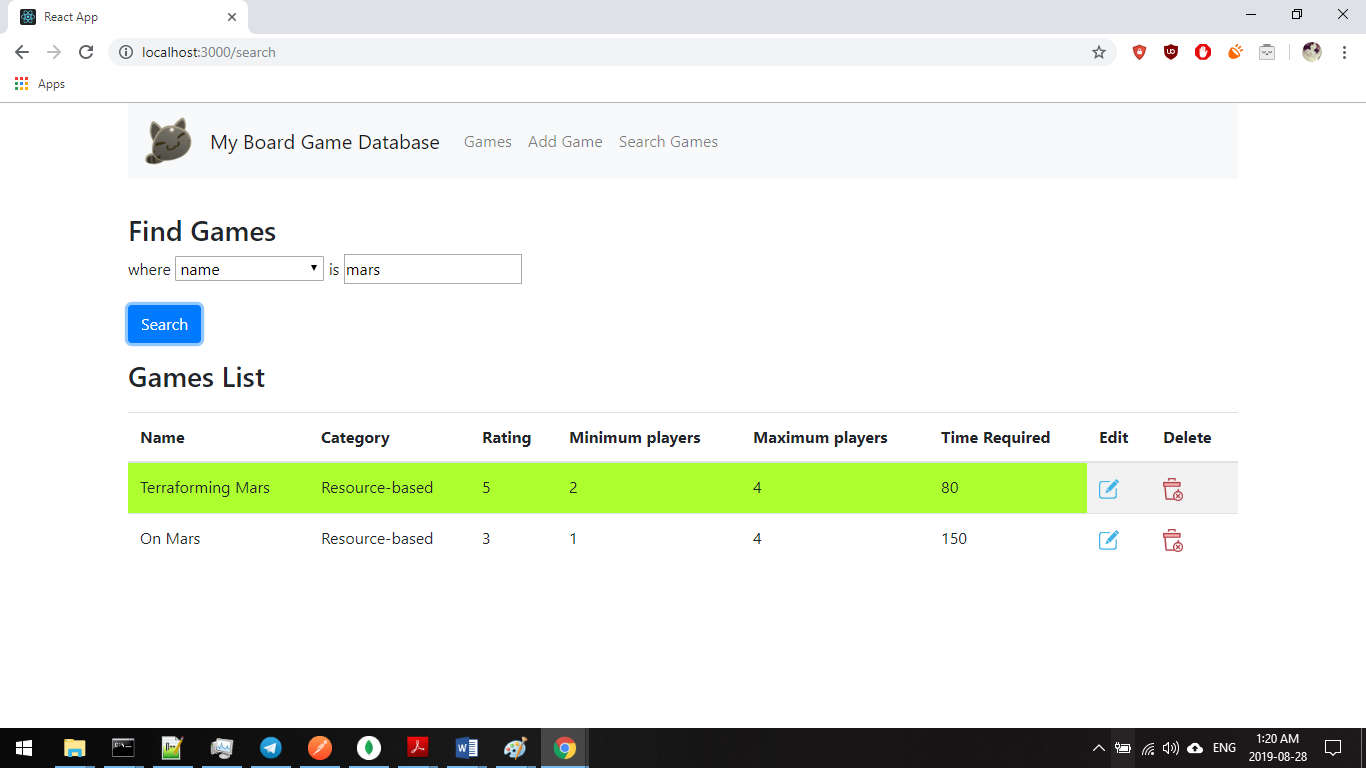 React App
localhost:3000/search
Apps
My Board Game Database Games Add Game Search Games
Find Games
where name is mars
Search
Games List
Name Category Rating Minimum players Maximum players Time Required Edit Delete
Terraforming Mars Resource-based 5 2 4 80
On Mars Resource-based 3 1 4 150
ENG
1:20 AM
2019-08-28